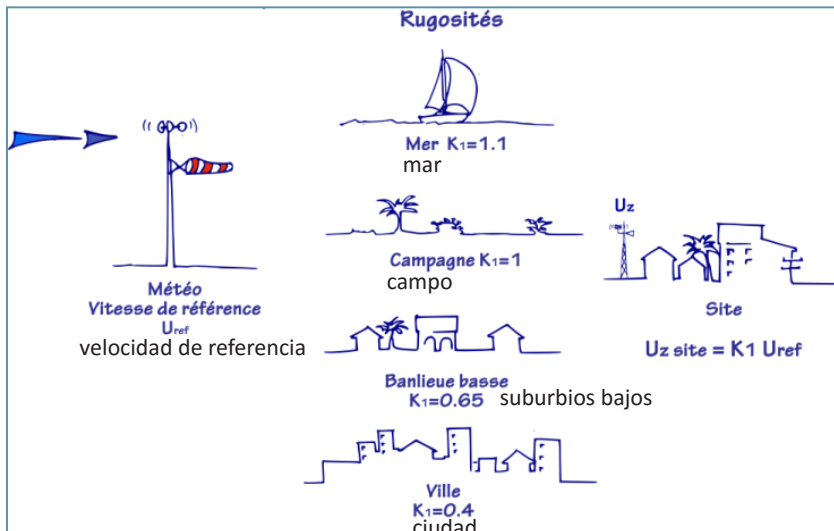 Rugosités
Mer K1=1.1
mar
Uz
Campagne K1=1
campo
Météo
Vitesse de référence
Uref
velocidad de referencia
Site
Uz site = K1 Uref
Banlieue basse
K1=0.65
suburbios bajos
Ville
K1=0.4
ciudad